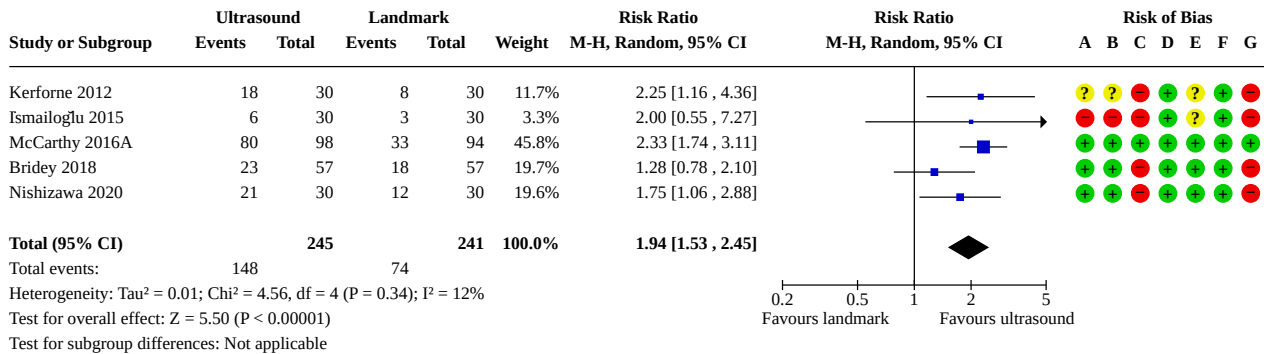 Ultrasound Landmark Risk Ratio Risk Ratio Risk of Bias
Study or Subgroup Events Total Events Total Weight M-H, Random, 95% CI M-H, Random, 95% CI A B C D E F G
Kerforne 2012 18 30 8 30 11.7% 2.25 [1.16 , 4.36] ? ? − + ? + −
Ismailoğlu 2015 6 30 3 30 3.3% 2.00 [0.55 , 7.27] − − − + ? + −
McCarthy 2016A 80 98 33 94 45.8% 2.33 [1.74 , 3.11] + + + + + + +
Bridey 2018 23 57 18 57 19.7% 1.28 [0.78 , 2.10] + + − + + + −
Nishizawa 2020 21 30 12 30 19.6% 1.75 [1.06 , 2.88] + + − + + + −
Total (95% CI) 245 241 100.0% 1.94 [1.53 , 2.45]
Total events: 148 74
Heterogeneity: Tau² = 0.01; Chi² = 4.56, df = 4 (P = 0.34); I² = 12%
Test for overall effect: Z = 5.50 (P < 0.00001)
Test for subgroup differences: Not applicable
0.2 0.5 1 2 5
Favours landmark Favours ultrasound